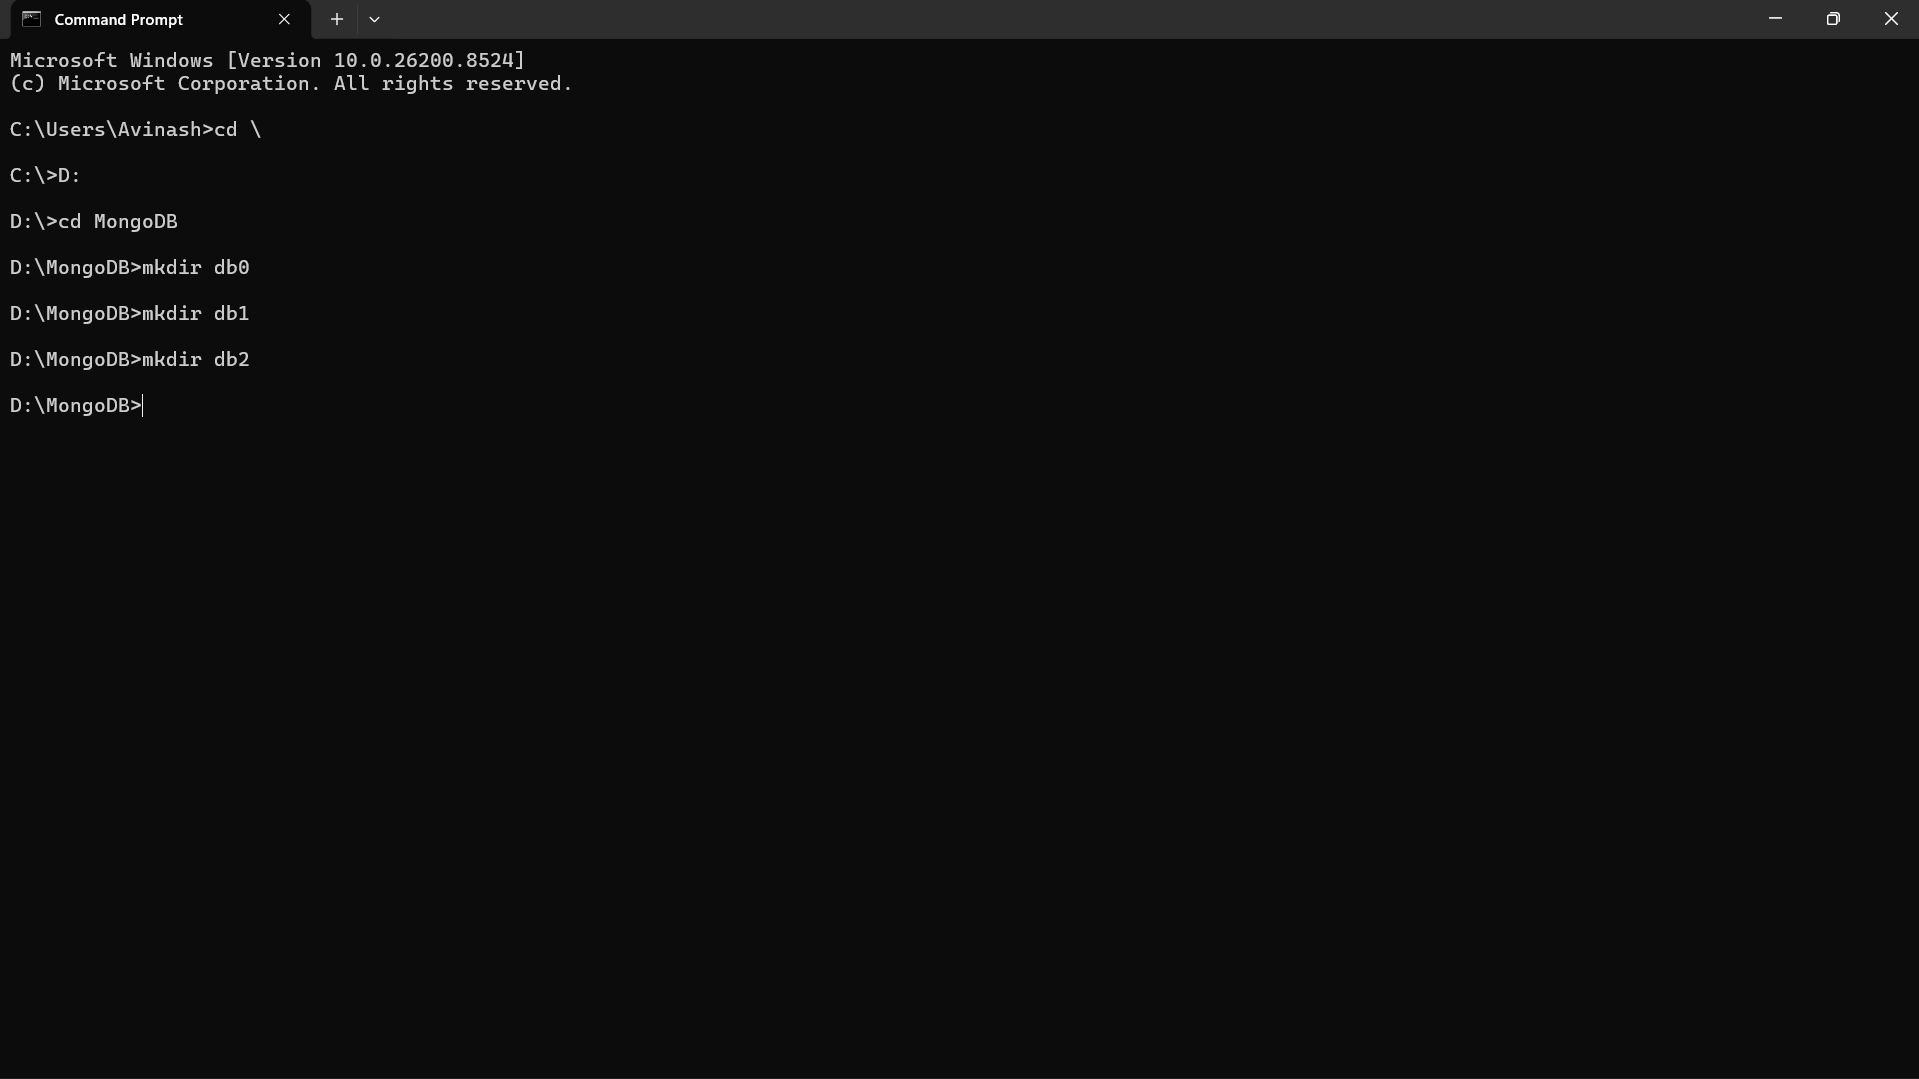 Command Prompt
Microsoft Windows [Version 10.0.26200.8524]
(c) Microsoft Corporation. All rights reserved.
C:\Users\Avinash>cd \
C:\>D:
D:\>cd MongoDB
D:\MongoDB>mkdir db0
D:\MongoDB>mkdir db1
D:\MongoDB>mkdir db2
D:\MongoDB>